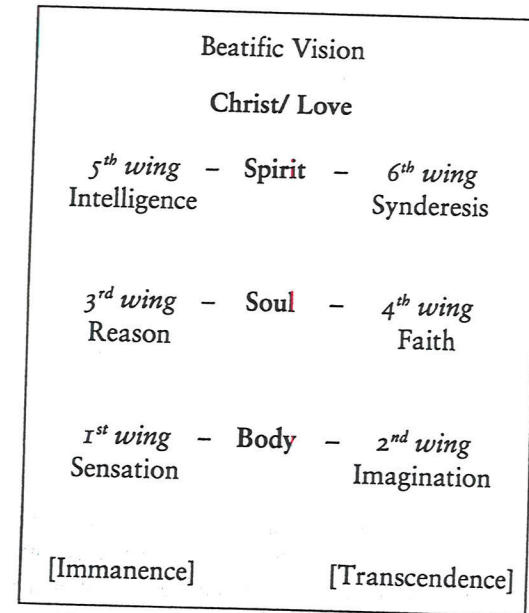 Beatific Vision
Christ/ Love
5th wing – Spirit – 6th wing
Intelligence Synderesis
3rd wing – Soul – 4th wing
Reason Faith
1st wing – Body – 2nd wing
Sensation Imagination
[Immanence] [Transcendence]